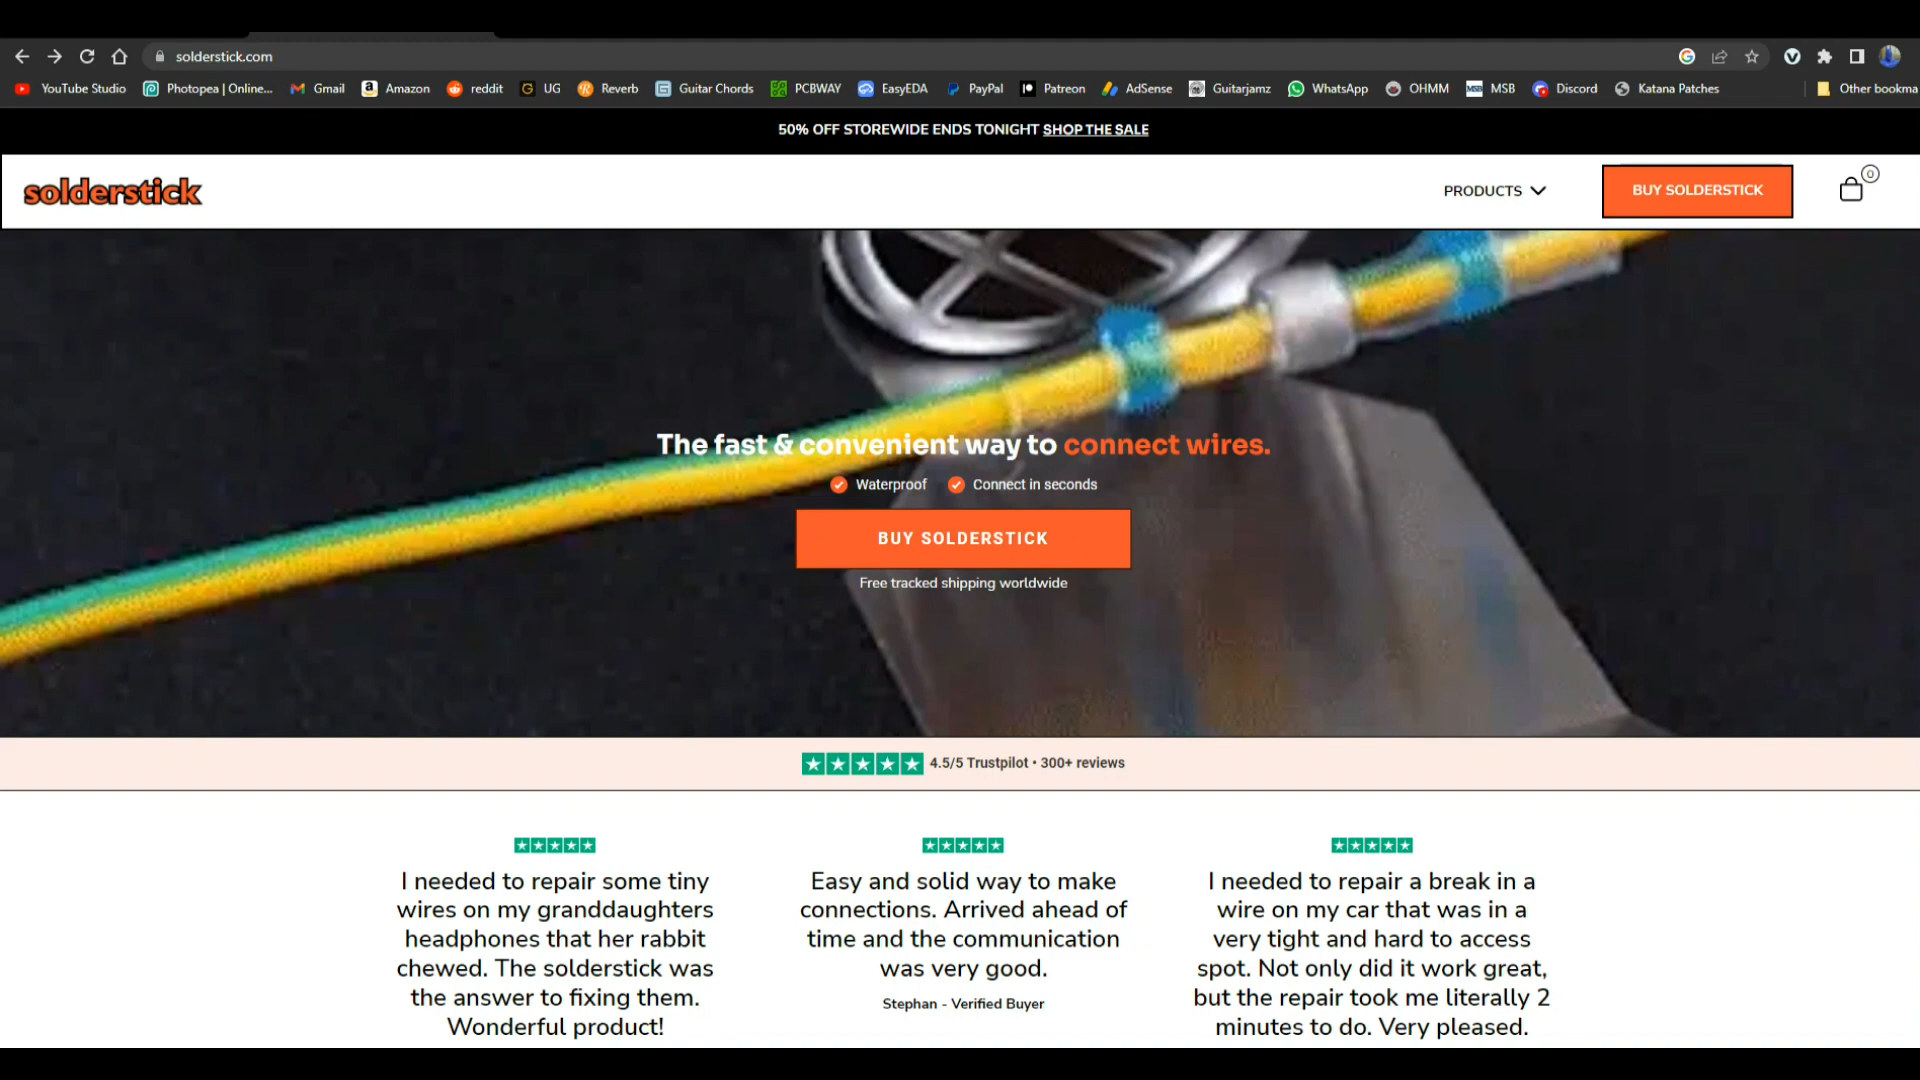 solderstick.com
YouTube Studio Photopea | Online... Gmail Amazon reddit UG Reverb Guitar Chords PCBWAY EasyEDA PayPal Patreon AdSense Guitarjamz WhatsApp OHMM MSB Discord Katana Patches Other bookma
50% OFF STOREWIDE ENDS TONIGHT SHOP THE SALE
solderstick
PRODUCTS
BUY SOLDERSTICK
0
The fast & convenient way to connect wires.
Waterproof Connect in seconds
BUY SOLDERSTICK
Free tracked shipping worldwide
4.5/5 Trustpilot • 300+ reviews
I needed to repair some tiny
wires on my granddaughters
headphones that her rabbit
chewed. The solderstick was
the answer to fixing them.
Wonderful product!
Easy and solid way to make
connections. Arrived ahead of
time and the communication
was very good.
Stephan - Verified Buyer
I needed to repair a break in a
wire on my car that was in a
very tight and hard to access
spot. Not only did it work great,
but the repair took me literally 2
minutes to do. Very pleased.